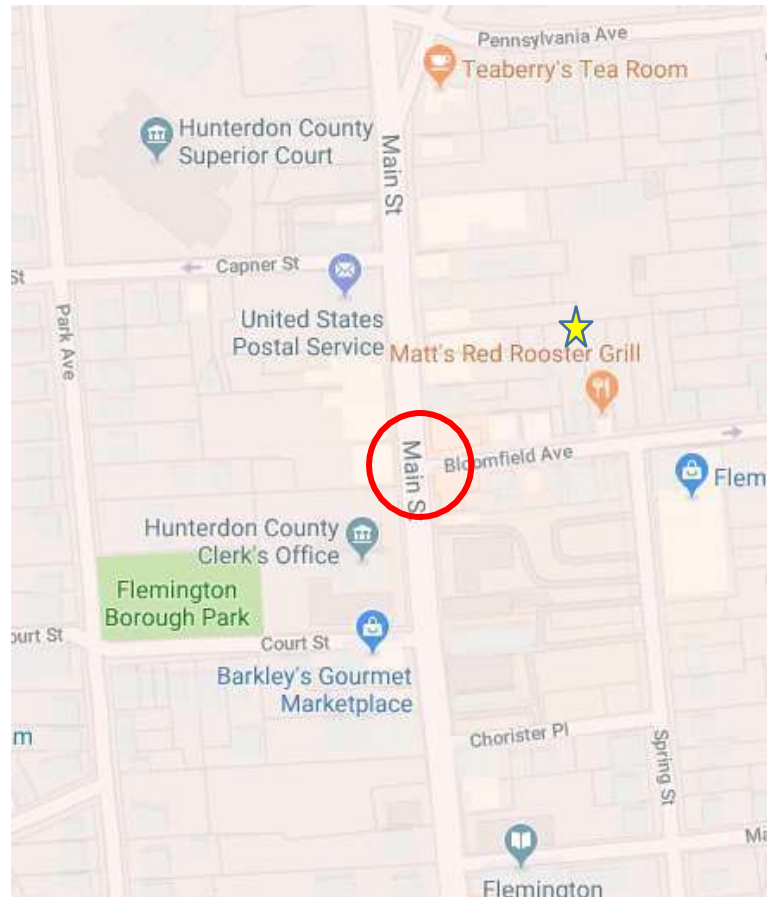 Pennsylvania Ave
Teaberry's Tea Room
Hunterdon County
Superior Court
Main St
Capner St
St
United States
Postal Service
Park Ave
Matt's Red Rooster Grill
Main S
Bloomfield Ave
Flem
Hunterdon County
Clerk's Office
Flemington
Borough Park
ourt St
Court St
Barkley's Gourmet
Marketplace
m
Chorister Pl
Spring St
Ma
Flemington